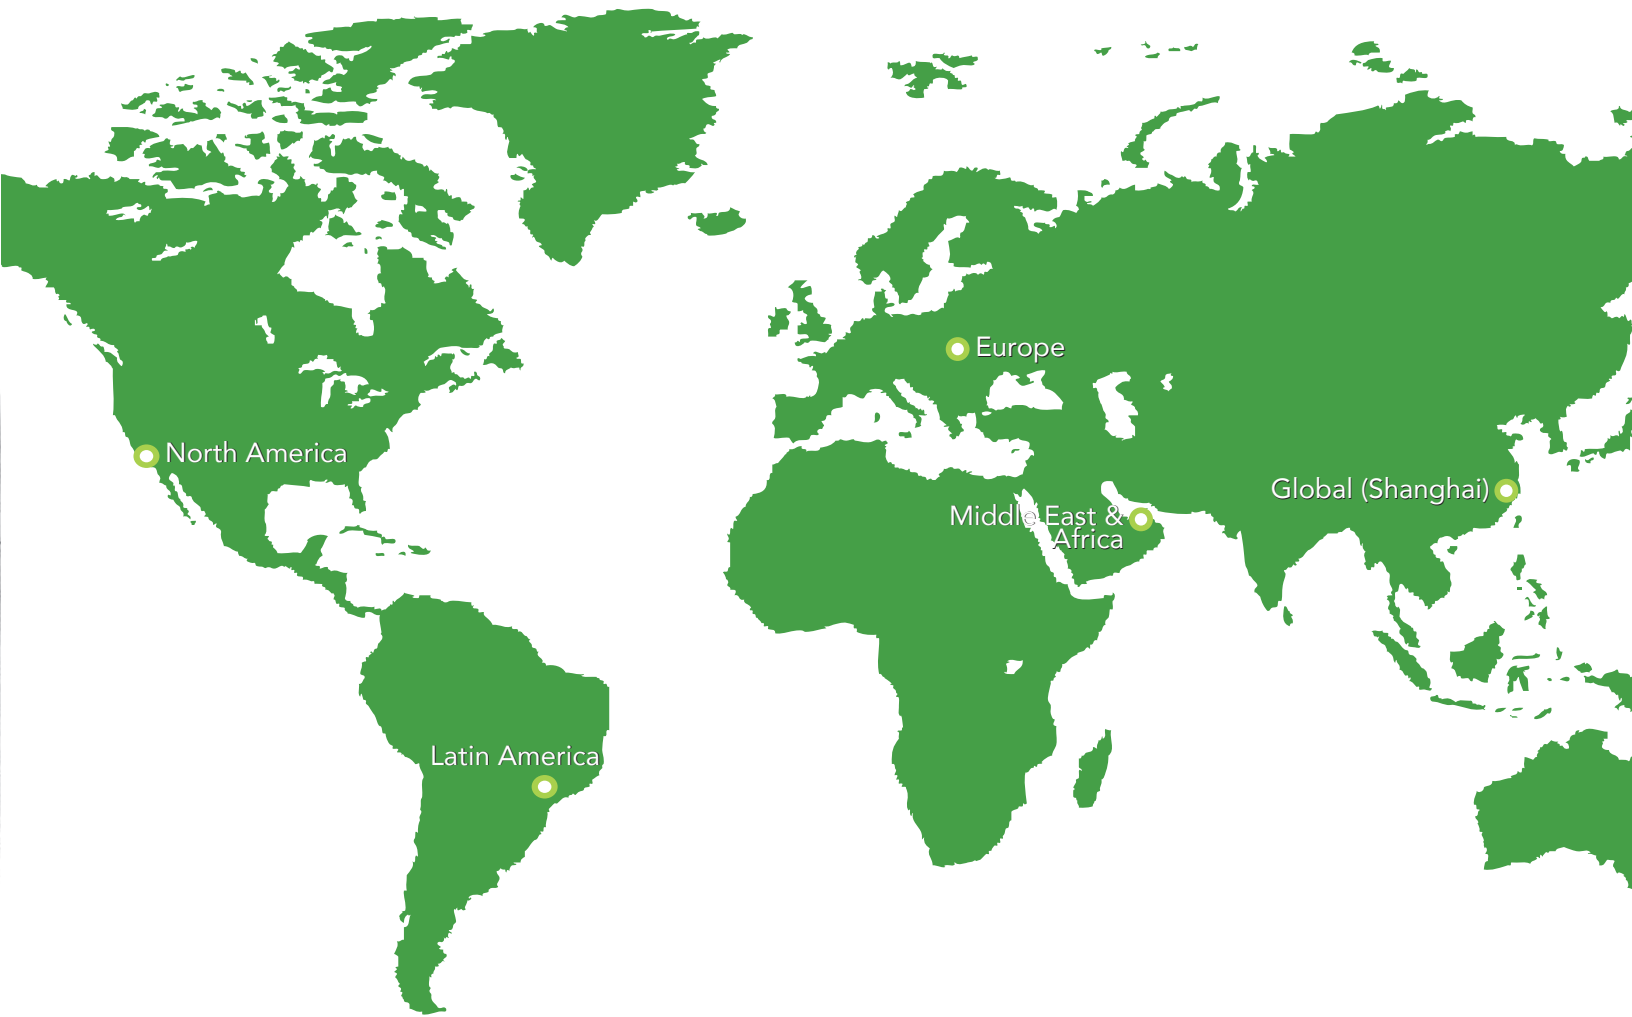 Europe
North America
Global (Shanghai)
Middle East &
Africa
Latin America